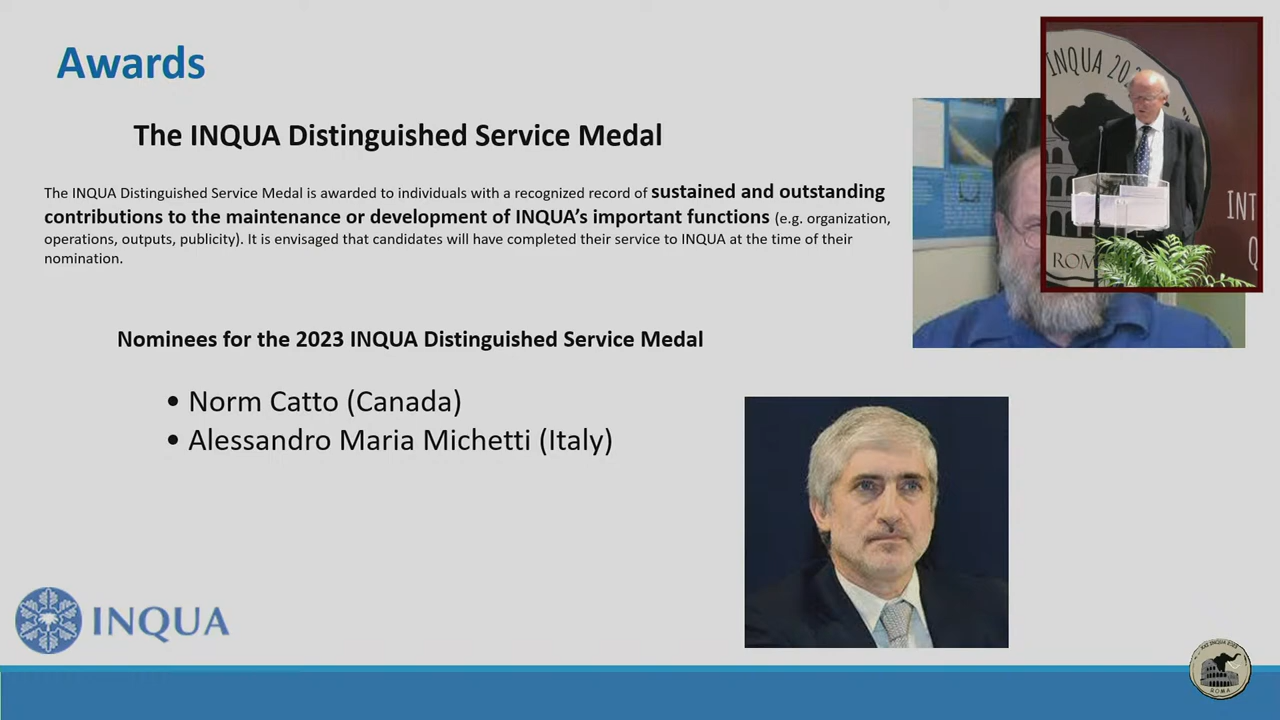 Awards
The INQUA Distinguished Service Medal
The INQUA Distinguished Service Medal is awarded to individuals with a recognized record of sustained and outstanding
contributions to the maintenance or development of INQUA’s important functions (e.g. organization,
operations, outputs, publicity). It is envisaged that candidates will have completed their service to INQUA at the time of their
nomination.
Nominees for the 2023 INQUA Distinguished Service Medal
• Norm Catto (Canada)
• Alessandro Maria Michetti (Italy)
INQUA 20
ROM
INT
Q
INQUA
ROMA